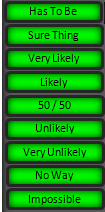 Has To Be
Sure Thing
Very Likely
Likely
50 / 50
Unlikely
Very Unlikely
No Way
Impossible